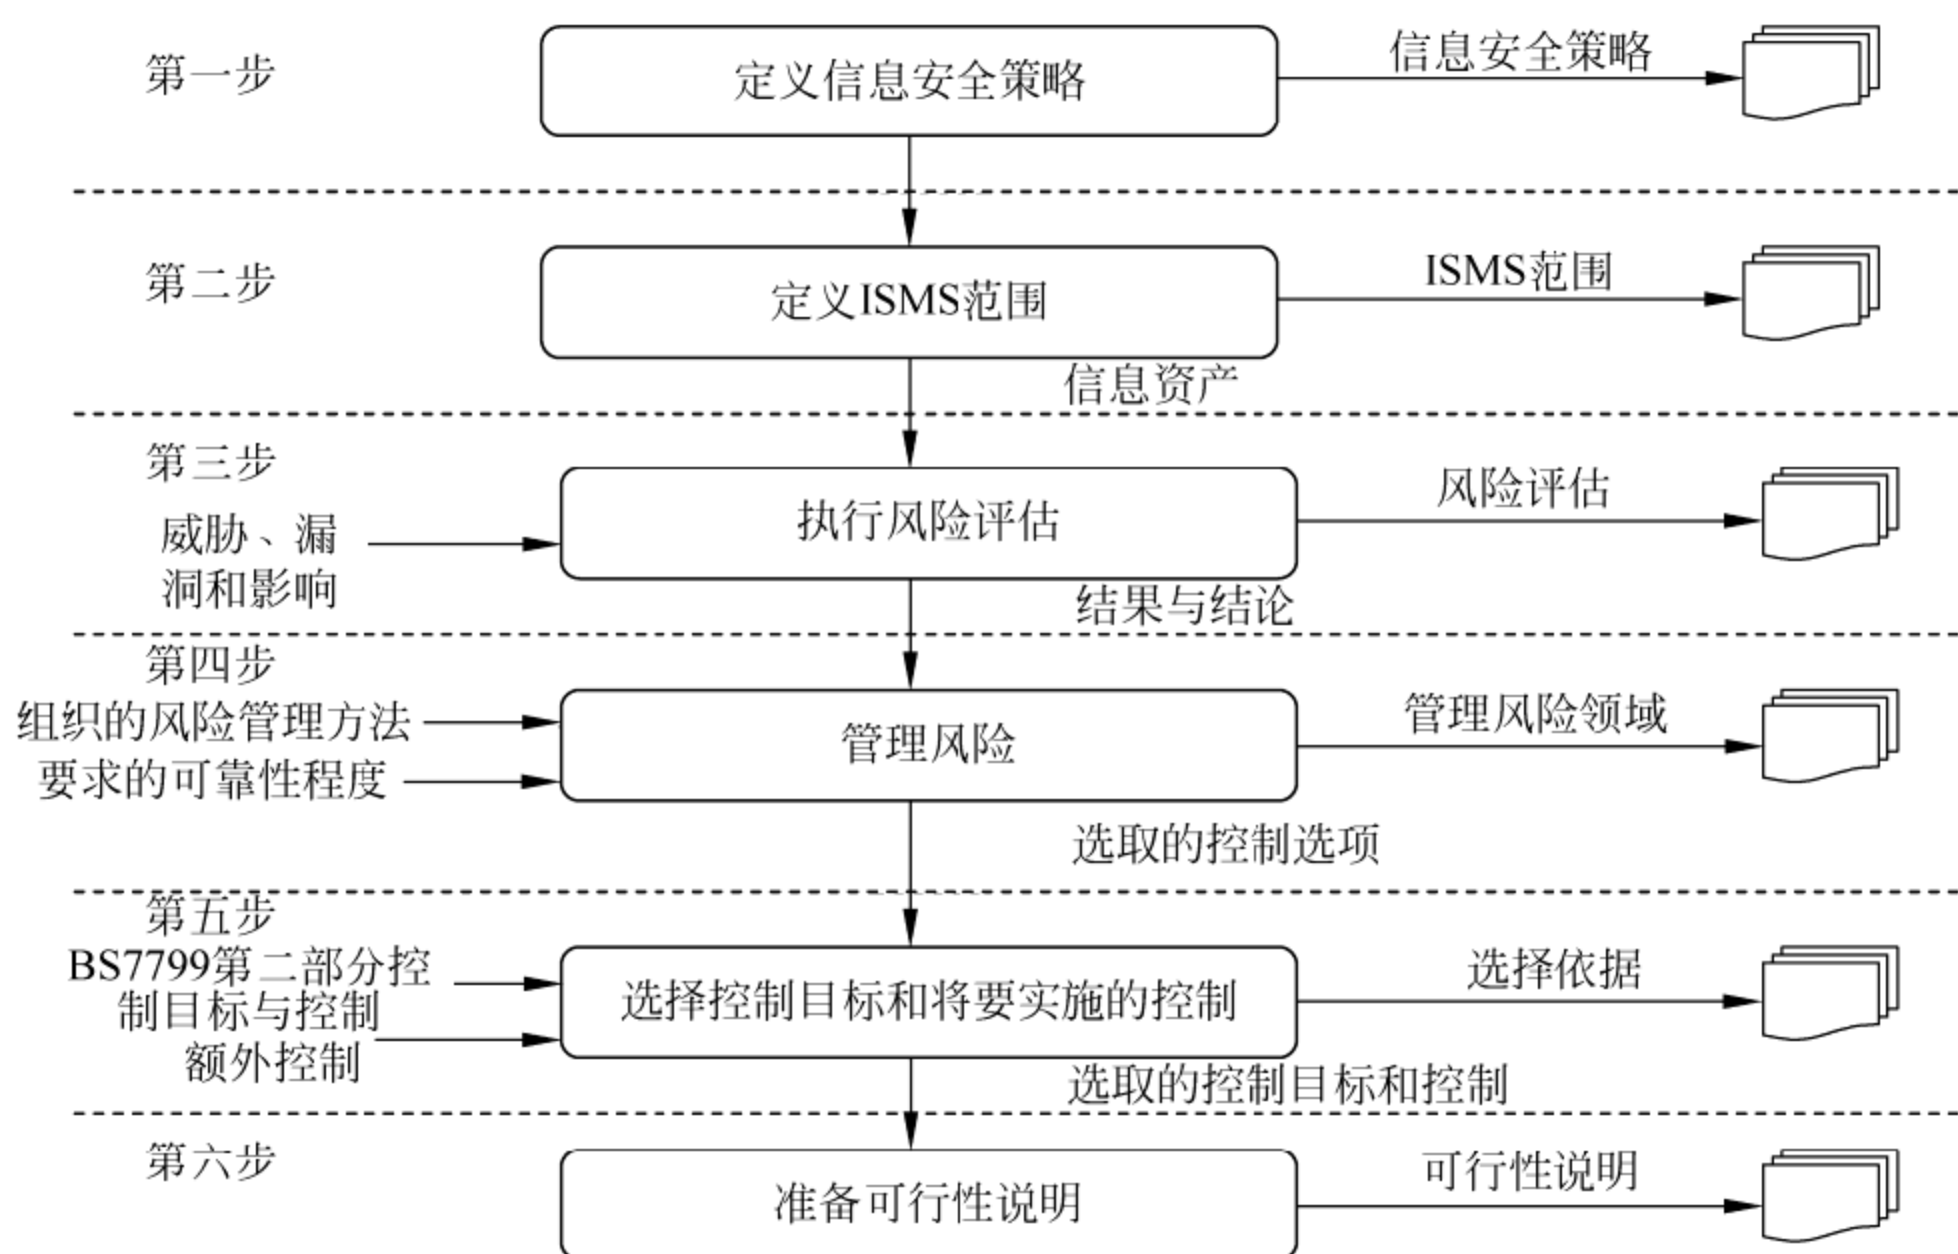 第一步
定义信息安全策略
信息安全策略
第二步
定义ISMS范围
ISMS范围
信息资产
第三步
威胁、漏
洞和影响
执行风险评估
风险评估
结果与结论
第四步
组织的风险管理方法
要求的可靠性程度
管理风险
管理风险领域
选取的控制选项
第五步
BS7799第二部分控
制目标与控制
额外控制
选择控制目标和将要实施的控制
选择依据
选取的控制目标和控制
第六步
准备可行性说明
可行性说明